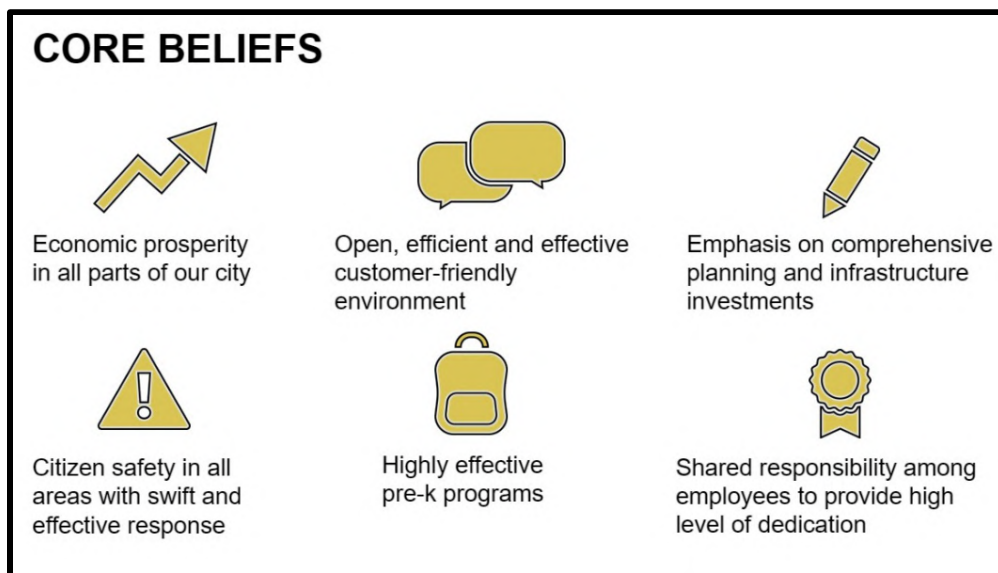 CORE BELIEFS
Economic prosperity
in all parts of our city
Open, efficient and effective
customer-friendly
environment
Emphasis on comprehensive
planning and infrastructure
investments
Citizen safety in all
areas with swift and
effective response
Highly effective
pre-k programs
Shared responsibility among
employees to provide high
level of dedication